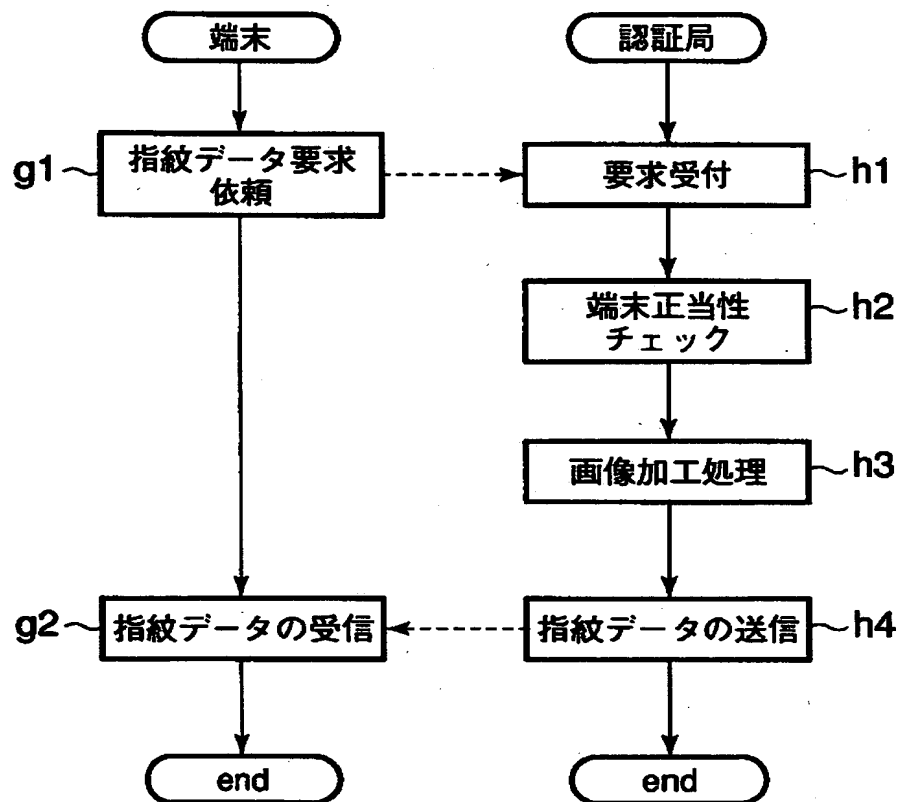 端末
認証局
g1
指紋データ要求
依頼
要求受付
h1
端末正当性
チェック
h2
画像加工処理
h3
g2
指紋データの受信
指紋データの送信
h4
end
end